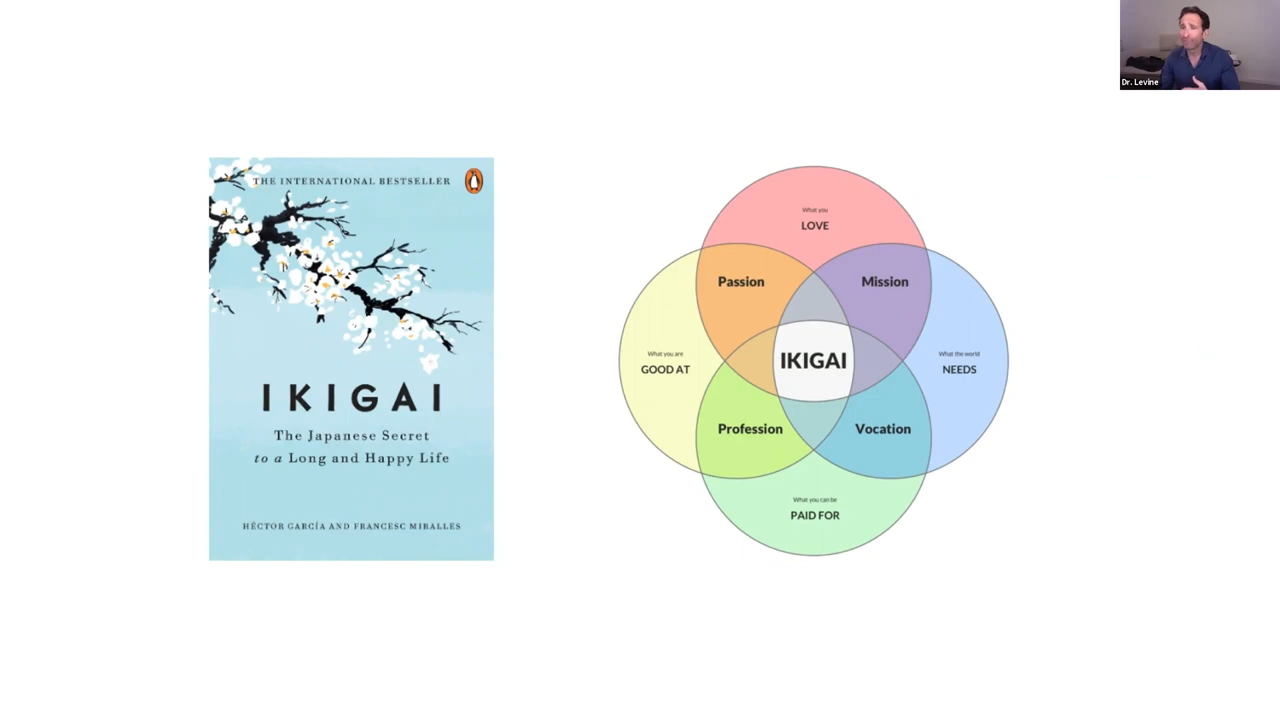 THE INTERNATIONAL BESTSELLER
IKIGAI
The Japanese Secret
to a Long and Happy Life
HÉCTOR GARCÍA AND FRANCESC MIRALLES
What you
LOVE
Passion
Mission
What you are
GOOD AT
IKIGAI
What the world
NEEDS
Profession
Vocation
What you can be
PAID FOR
Dr. Levine